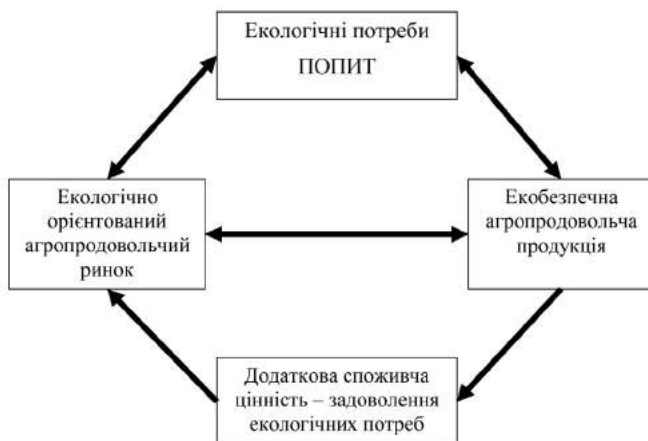 Екологічні потреби
ПОПИТ
Екологічно
орієнтований
агропродовольчий
ринок
Екобезпечна
агропродовольча
продукція
Додаткова споживча
цінність – задоволення
екологічних потреб